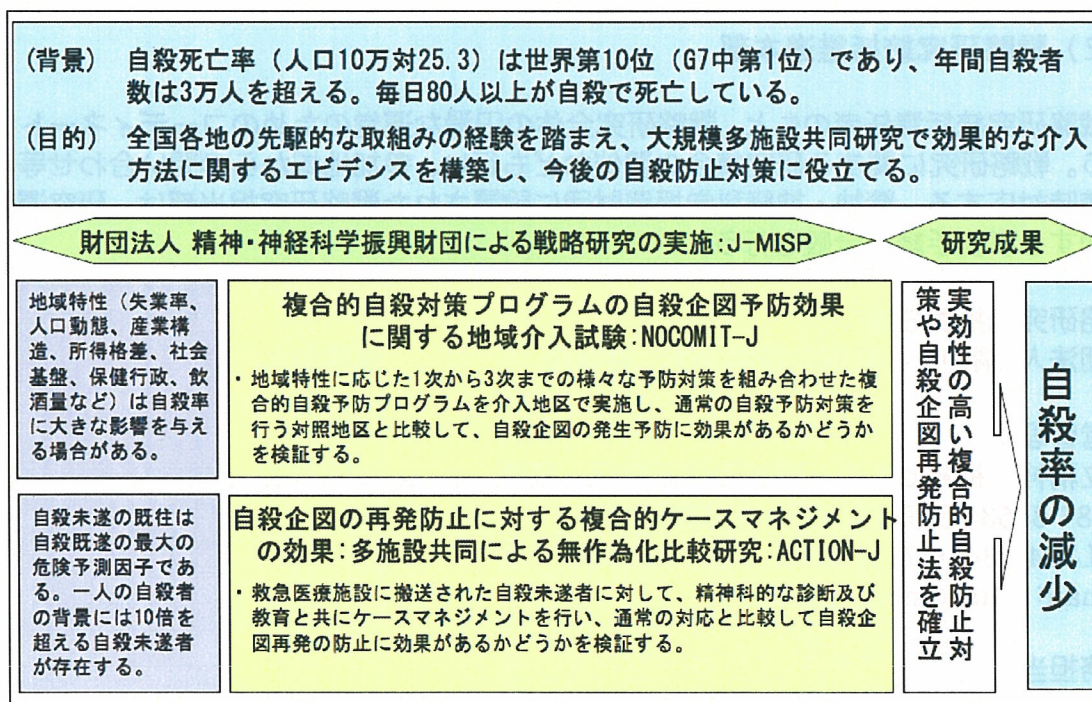 (背景) 自殺死亡率（人口10万対25.3）は世界第10位（G7中第1位）であり、年間自殺者
数は3万人を超える。毎日80人以上が自殺で死亡している。
(目的) 全国各地の先駆的な取組みの経験を踏まえ、大規模多施設共同研究で効果的な介入
方法に関するエビデンスを構築し、今後の自殺防止対策に役立てる。
財団法人 精神・神経科学振興財団による戦略研究の実施:J-MISP
研究成果
地域特性（失業率、
人口動態、産業構
造、所得格差、社会
基盤、保健行政、飲
酒量など）は自殺率
に大きな影響を与え
る場合がある。
複合的自殺対策プログラムの自殺企図予防効果
に関する地域介入試験:NOCOMIT-J
・地域特性に応じた1次から3次までの様々な予防対策を組み合わせた複
合的自殺予防プログラムを介入地区で実施し、通常の自殺予防対策を
行う対照地区と比較して、自殺企図の発生予防に効果があるかどうか
を検証する。
自殺未遂の既往は
自殺既遂の最大の
危険予測因子であ
る。一人の自殺者
の背景には10倍を
超える自殺未遂者
が存在する。
自殺企図の再発防止に対する複合的ケースマネジメント
の効果:多施設共同による無作為化比較研究:ACTION-J
・救急医療施設に搬送された自殺未遂者に対して、精神科的な診断及び
教育と共にケースマネジメントを行い、通常の対応と比較して自殺企
図再発の防止に効果があるかどうかを検証する。
実効性の高い複合的自殺防止対
策や自殺企図再発防止法を確立
自殺率の減少